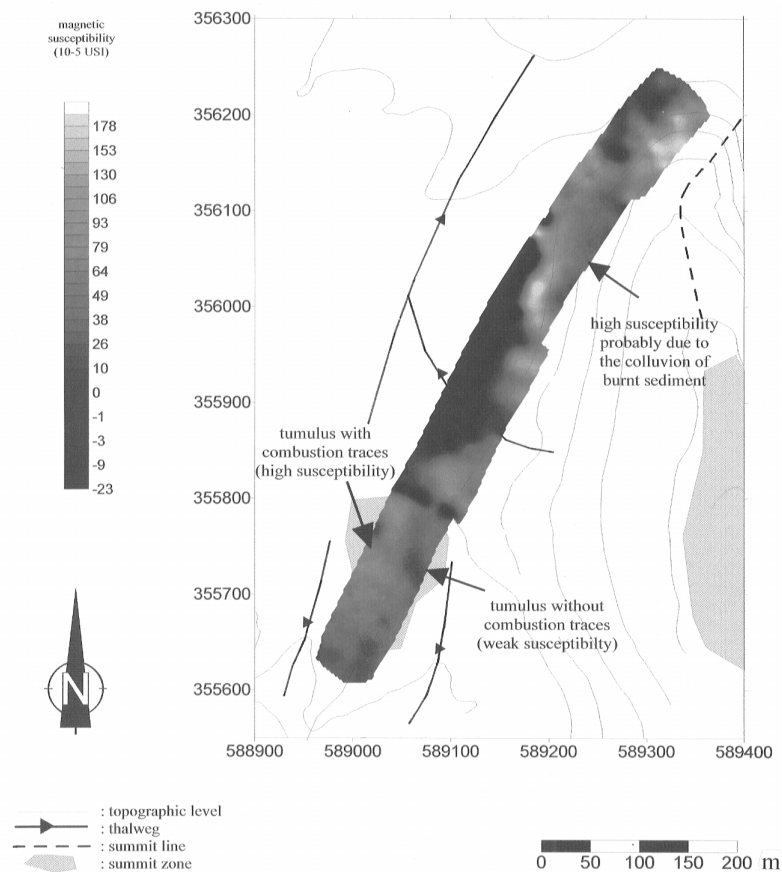 magnetic
susceptibility
(10-5 USI)
178
153
130
106
93
79
64
49
38
26
10
0
-1
-3
-9
-23
356300
356200
356100
356000
355900
355800
355700
355600
high susceptibility
probably due to
the colluvion of
burnt sediment
tumulus with
combustion traces
(high susceptibility)
tumulus without
combustion traces
(weak susceptibilty)
N
588900 589000 589100 589200 589300 589400
: topographic level
: thalweg
: summit line
: summit zone
0 50 100 150 200 m